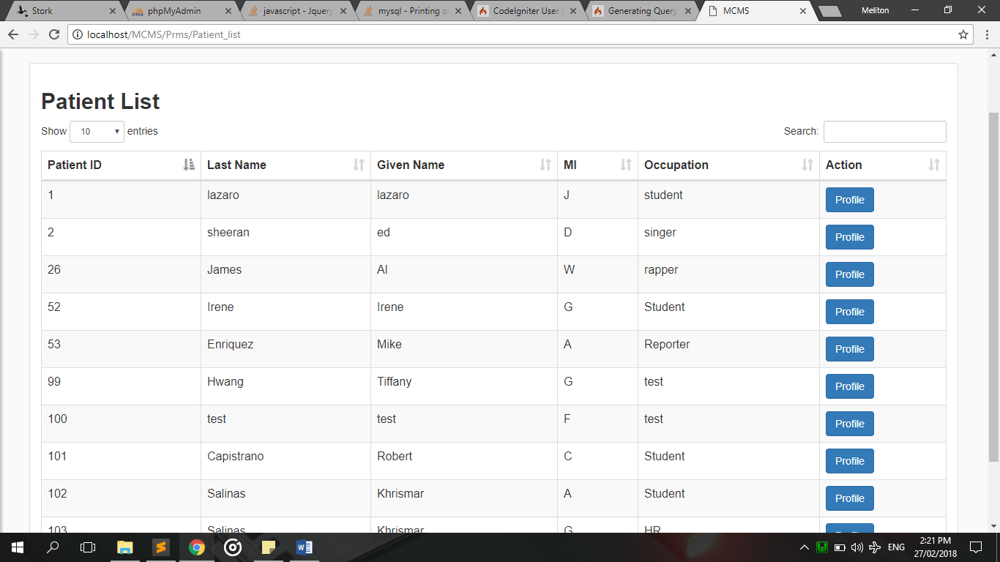 Stork phpMyAdmin javascript - Jquery mysql - Printing CodeIgniter User Generating Query MCMS Meliton
localhost/MCMS/Prms/Patient_list
Patient List
Show 10 entries Search:
Patient ID Last Name Given Name MI Occupation Action
1 lazaro lazaro J student Profile
2 sheeran ed D singer Profile
26 James Al W rapper Profile
52 Irene Irene G Student Profile
53 Enriquez Mike A Reporter Profile
99 Hwang Tiffany G test Profile
100 test test F test Profile
101 Capistrano Robert C Student Profile
102 Salinas Khrismar A Student Profile
103 Salinas Khrismar G HR
ENG 2:21 PM
27/02/2018